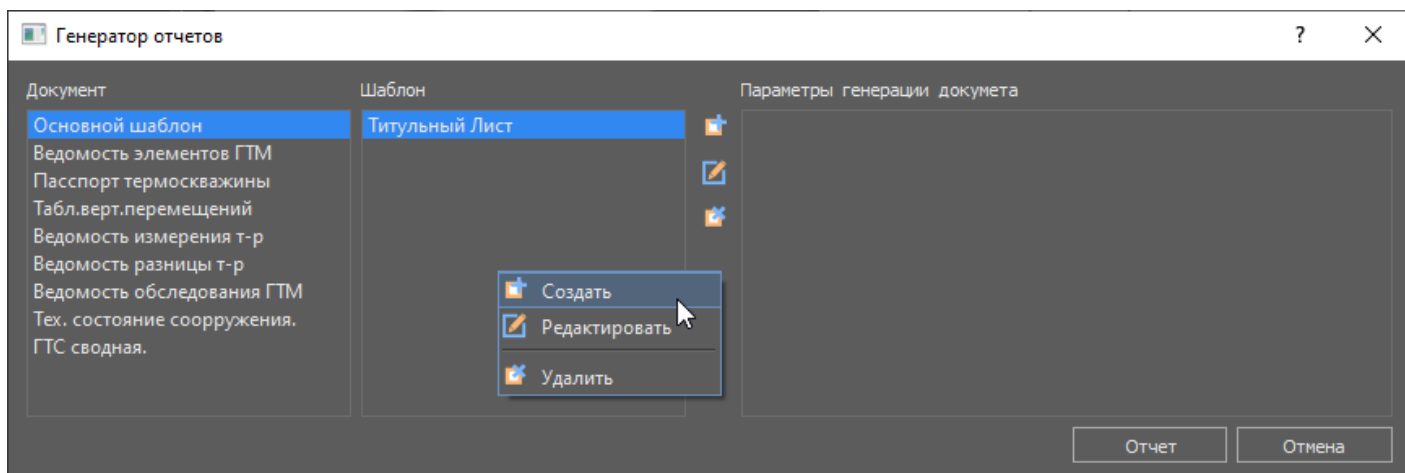 Генератор отчетов
?
Документ
Шаблон
Параметры генерации докумета
Основной шаблон
Ведомость элементов ГТМ
Пасспорт термоскважины
Табл.верт.перемещений
Ведомость измерения т-р
Ведомость разницы т-р
Ведомость обследования ГТМ
Тех. состояние соорружения.
ГТС сводная.
Титульный Лист
Создать
Редактировать
Удалить
Отчет
Отмена